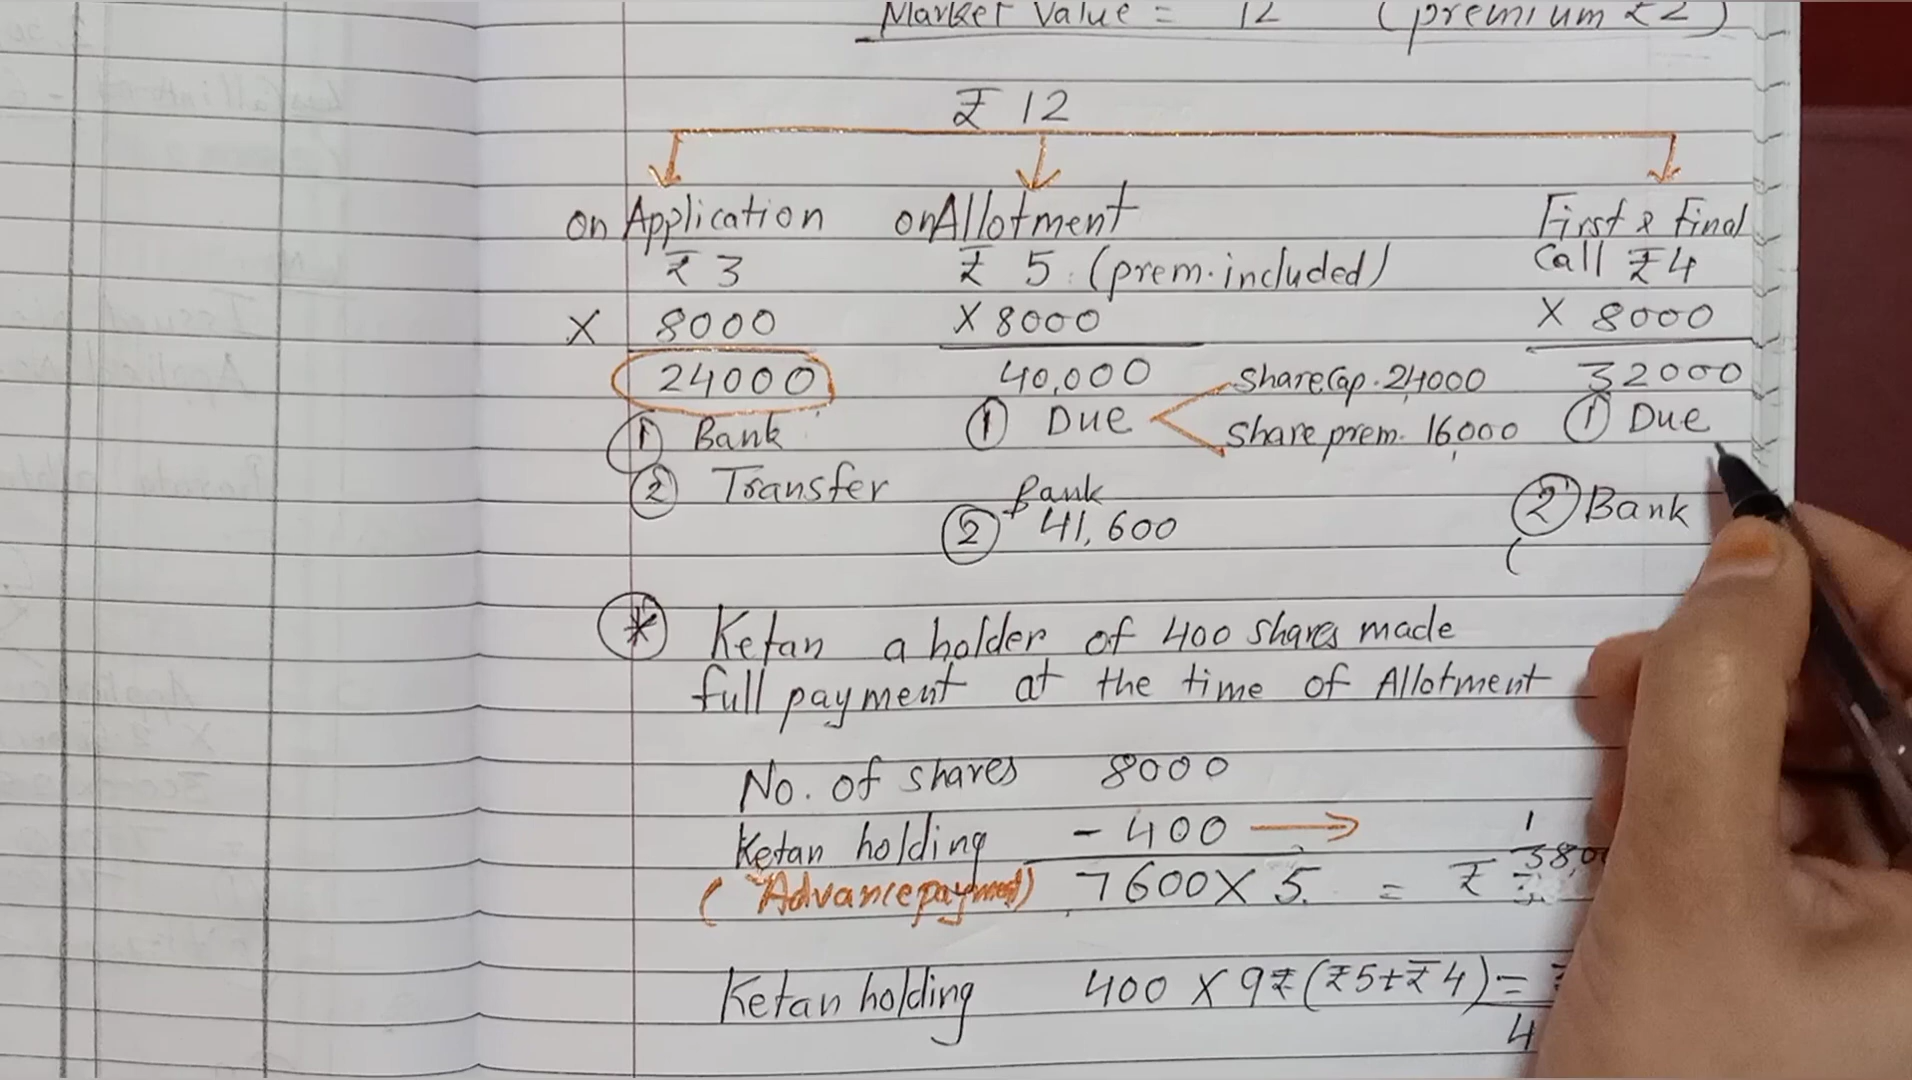 Market Value = 12 (premium ₹2)
₹ 12
on Application on Allotment First & Final
₹ 3 ₹ 5 (prem. included) Call ₹4
X 8000 X 8000 X 8000
24000 40,000 Share Cap. 24000 32000
① Bank ① Due Share prem. 16,000 ① Due
② Transfer Bank ② Bank
② 41,600 (
* Ketan a holder of 400 shares made
full payment at the time of Allotment
No. of shares 8000
Ketan holding - 400
(Advance payment) 7600 X 5 = ₹ 38,0
Ketan holding 400 X 9₹ (₹5+₹4) =
4